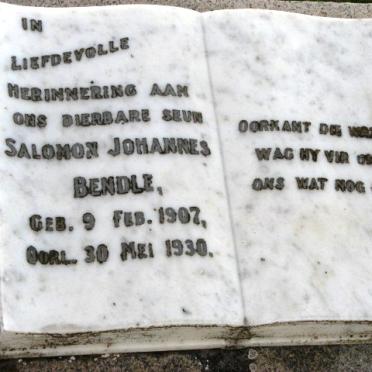 IN
LIEFDEVOLLE
HERINNERING AAN
ONS DIERBARE SEUN
SALOMON JOHANNES
BENDLE,
GEB. 9 FEB. 1907,
OORL. 30 MEI 1930.
OORKANT DIE
WAG HY VIR
ONS WAT NOG